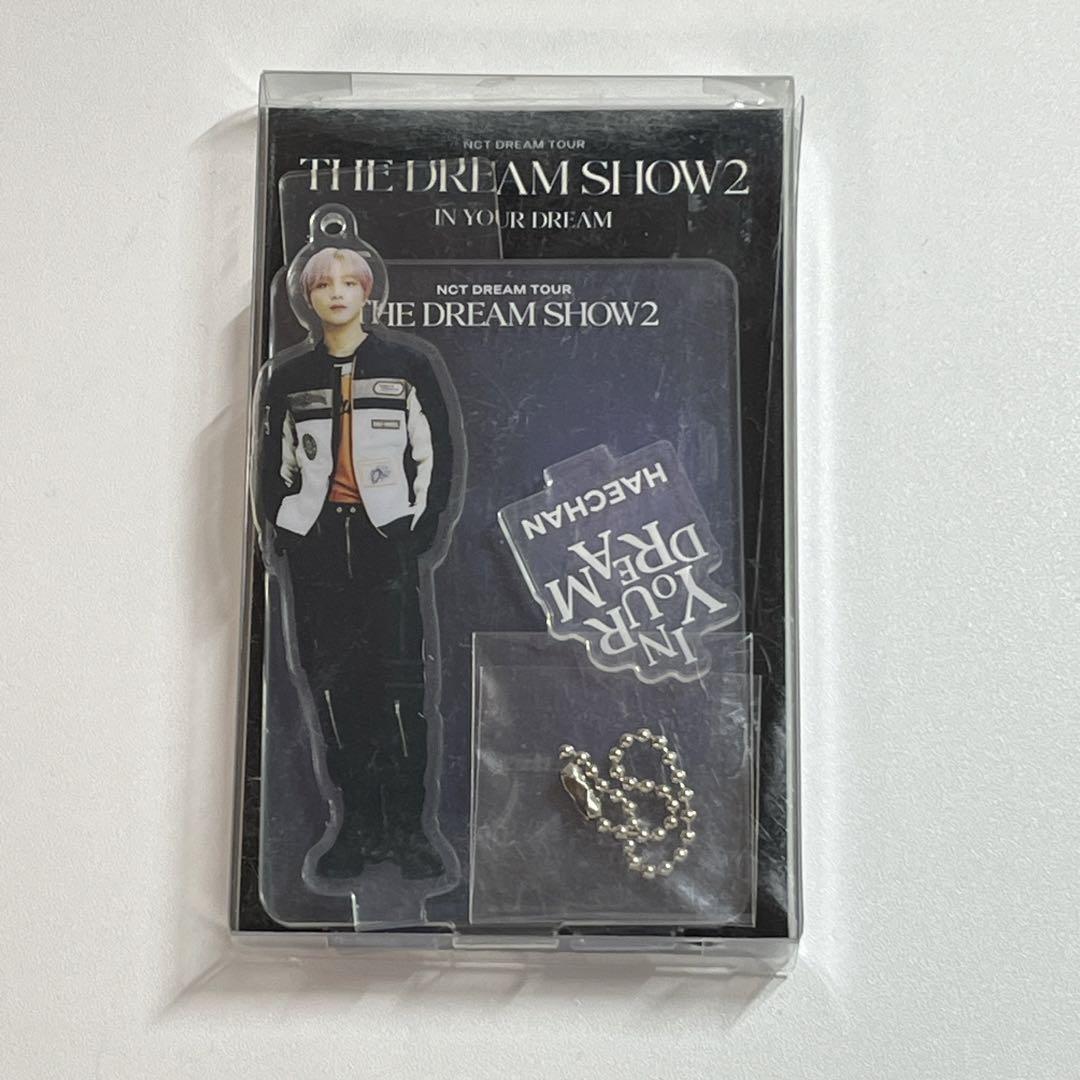 NCT DREAM TOUR
THE DREAM SHOW2
IN YOUR DREAM
NCT DREAM TOUR
THE DREAM SHOW2
HAECHAN
IN
YOUR
DREAM